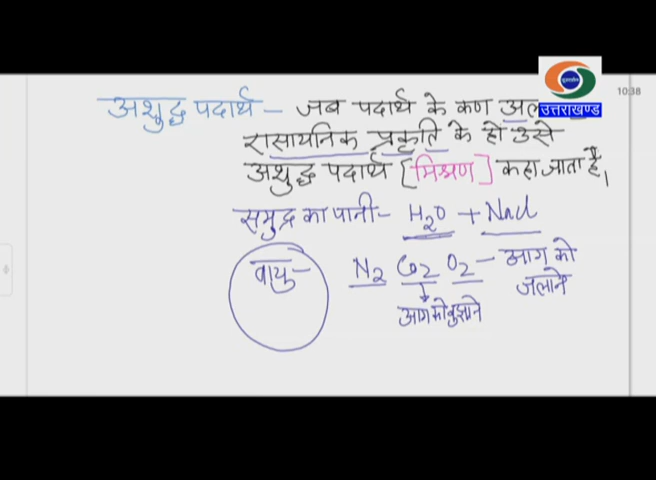 अशुद्ध पदार्थ - जब पदार्थ के कण अल
उत्तराखण्ड
10:38
रासायनिक प्रकृति के हो उसे
अशुद्ध पदार्थ [मिश्रण] कहा जाता है।
समुद्र का पानी - H2O + NaCl
वायु - N2 CO2 O2 - आग को
जलाने
आग को बुझाने